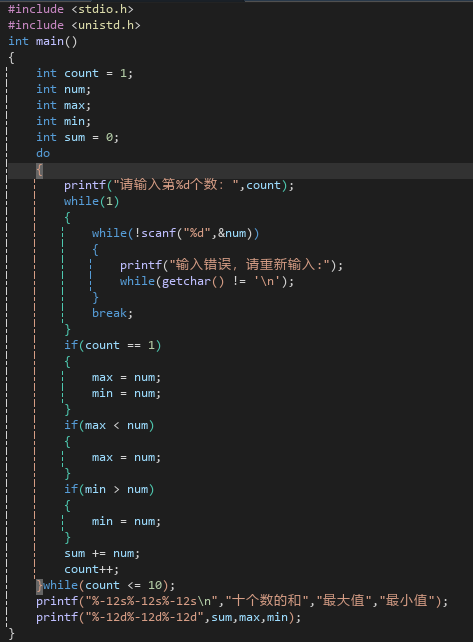 #include <stdio.h>
#include <unistd.h>
int main()
{
    int count = 1;
    int num;
    int max;
    int min;
    int sum = 0;
    do
    {
        printf("请输入第%d个数: ",count);
        while(1)
        {
            while(!scanf("%d",&num))
            {
                printf("输入错误，请重新输入:");
                while(getchar() != '\n');
            }
            break;
        }
        if(count == 1)
        {
            max = num;
            min = num;
        }
        if(max < num)
        {
            max = num;
        }
        if(min > num)
        {
            min = num;
        }
        sum += num;
        count++;
    }while(count <= 10);
    printf("%-12s%-12s%-12s\n","十个数的和","最大值","最小值");
    printf("%-12d%-12d%-12d",sum,max,min);
}